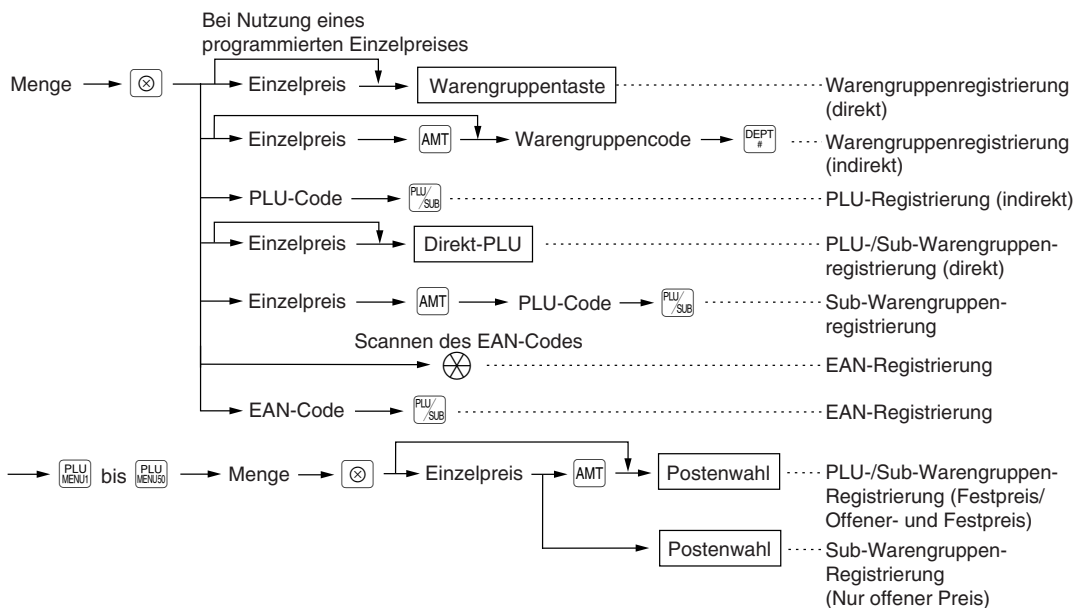 Bei Nutzung eines
programmierten Einzelpreises
Menge ⊗ Einzelpreis Warengruppentaste Warengruppenregistrierung
(direkt)
Einzelpreis AMT Warengruppencode DEPT # Warengruppenregistrierung
(indirekt)
PLU-Code PLU/SUB PLU-Registrierung (indirekt)
Einzelpreis Direkt-PLU PLU-/Sub-Warengruppen-
registrierung (direkt)
Einzelpreis AMT PLU-Code PLU/SUB Sub-Warengruppen-
registrierung
Scannen des EAN-Codes
EAN-Registrierung
EAN-Code PLU/SUB EAN-Registrierung
PLU MENU1 bis PLU MENU50 Menge ⊗ Einzelpreis AMT Postenwahl PLU-/Sub-Warengruppen-
Registrierung (Festpreis/
Offener- und Festpreis)
Postenwahl Sub-Warengruppen-
Registrierung
(Nur offener Preis)